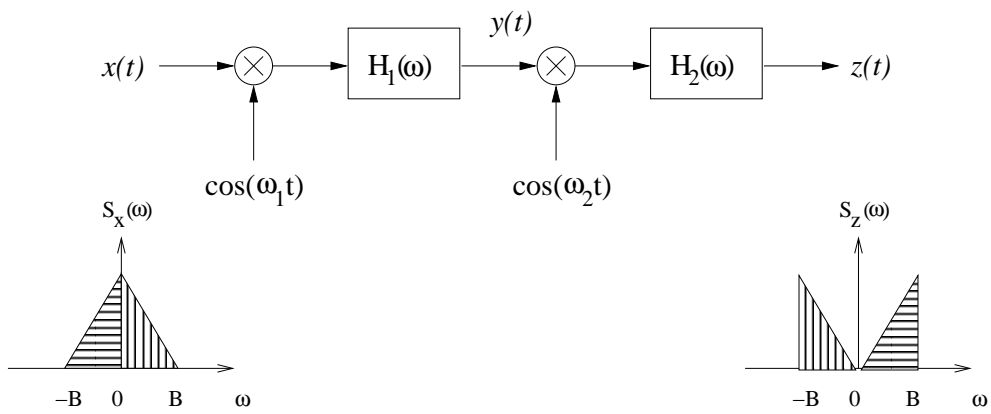 y(t)
x(t) H₁(ω) H₂(ω) z(t)
cos(ω₁t) cos(ω₂t)
Sₓ(ω) S_z(ω)
−B 0 B ω −B 0 B ω